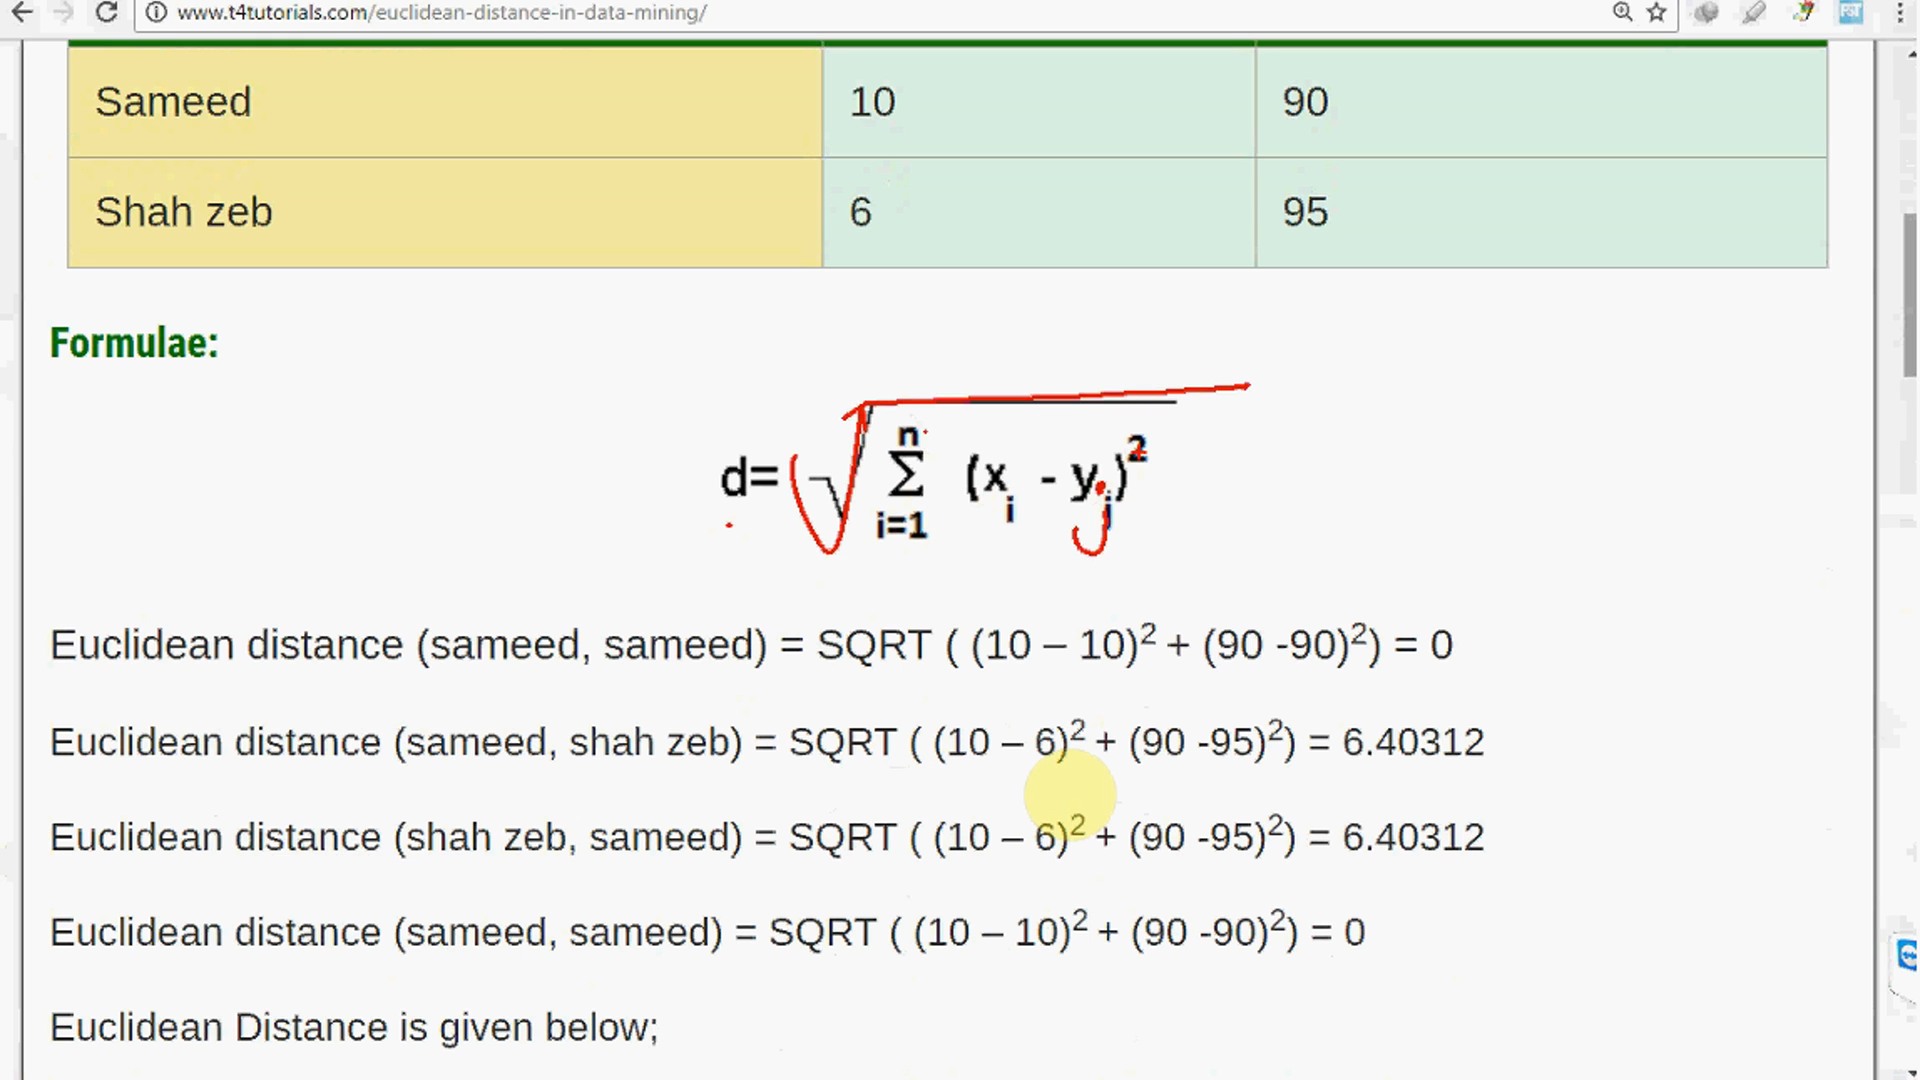 www.t4tutorials.com/euclidean-distance-in-data-mining/
Sameed 10 90
Shah zeb 6 95
Formulae:
d= √ n Σ i=1 (x i - y j)²
Euclidean distance (sameed, sameed) = SQRT ( (10 – 10)² + (90 -90)²) = 0
Euclidean distance (sameed, shah zeb) = SQRT ( (10 – 6)² + (90 -95)²) = 6.40312
Euclidean distance (shah zeb, sameed) = SQRT ( (10 – 6)² + (90 -95)²) = 6.40312
Euclidean distance (sameed, sameed) = SQRT ( (10 – 10)² + (90 -90)²) = 0
Euclidean Distance is given below;